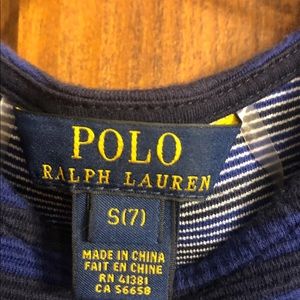 POLO
RALPH LAUREN
S(7)
MADE IN CHINA
FAIT EN CHINE
RN 41381
CA 56658